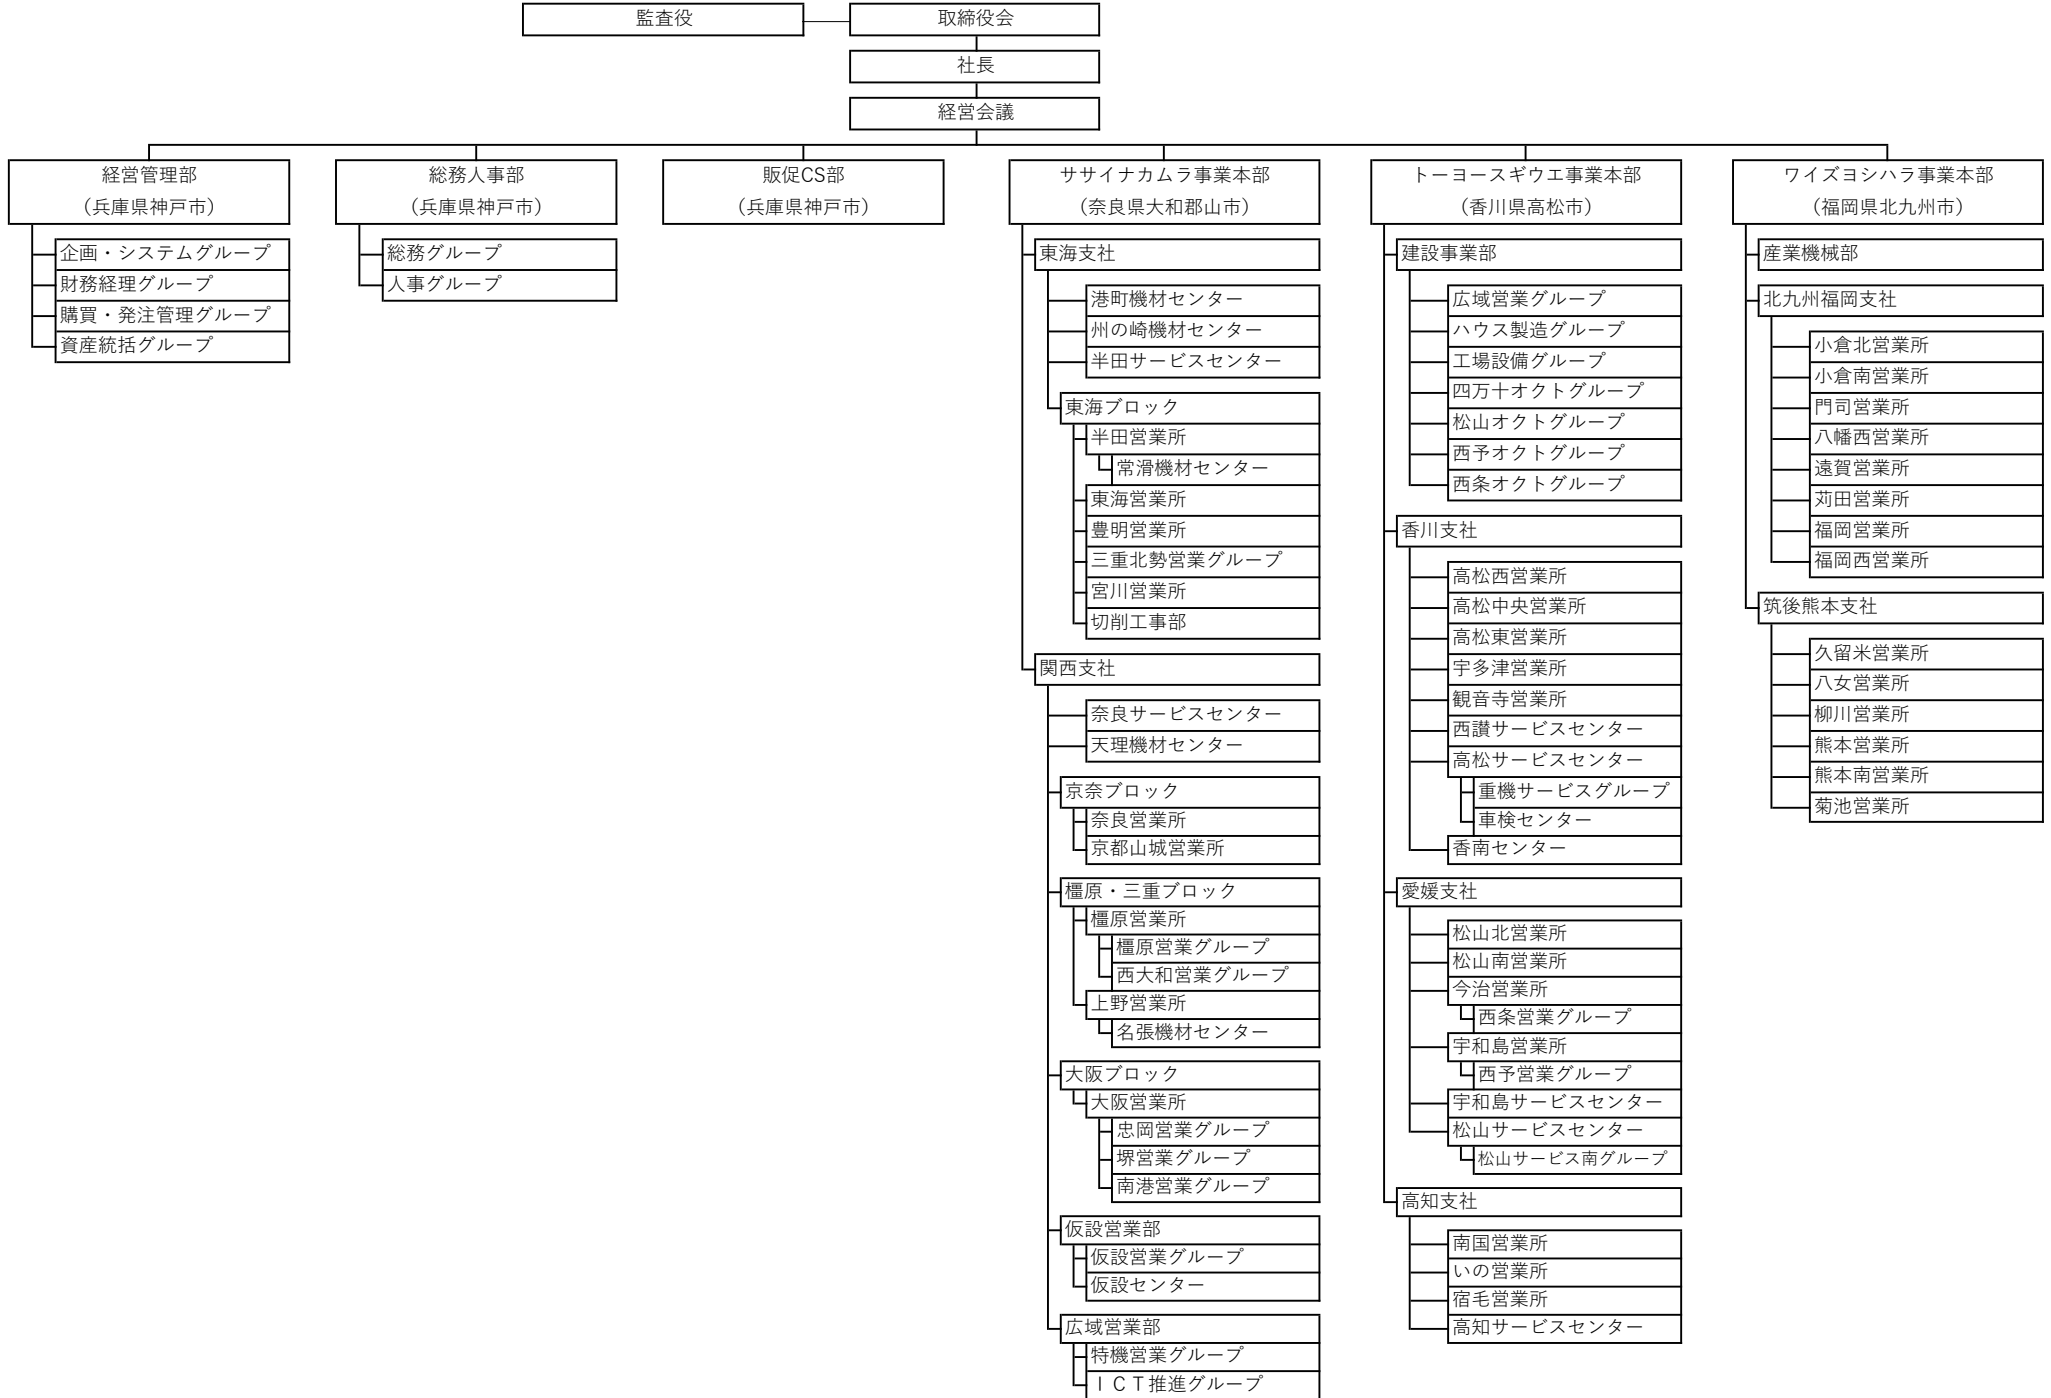 監査役
取締役会
社長
経営会議
経営管理部
（兵庫県神戸市）
企画・システムグループ
財務経理グループ
購買・発注管理グループ
資産統括グループ
総務人事部
（兵庫県神戸市）
総務グループ
人事グループ
販促CS部
（兵庫県神戸市）
ササイナカムラ事業本部
（奈良県大和郡山市）
東海支社
港町機材センター
州の崎機材センター
半田サービスセンター
東海ブロック
半田営業所
常滑機材センター
東海営業所
豊明営業所
三重北勢営業グループ
宮川営業所
切削工事部
関西支社
奈良サービスセンター
天理機材センター
京奈ブロック
奈良営業所
京都山城営業所
橿原・三重ブロック
橿原営業所
橿原営業グループ
西大和営業グループ
上野営業所
名張機材センター
大阪ブロック
大阪営業所
忠岡営業グループ
堺営業グループ
南港営業グループ
仮設営業部
仮設営業グループ
仮設センター
広域営業部
特機営業グループ
ＩＣＴ推進グループ
トーヨースギウエ事業本部
（香川県高松市）
建設事業部
広域営業グループ
ハウス製造グループ
工場設備グループ
四万十オクトグループ
松山オクトグループ
西予オクトグループ
西条オクトグループ
香川支社
高松西営業所
高松中央営業所
高松東営業所
宇多津営業所
観音寺営業所
西讃サービスセンター
高松サービスセンター
重機サービスグループ
車検センター
香南センター
愛媛支社
松山北営業所
松山南営業所
今治営業所
西条営業グループ
宇和島営業所
西予営業グループ
宇和島サービスセンター
松山サービスセンター
松山サービス南グループ
高知支社
南国営業所
いの営業所
宿毛営業所
高知サービスセンター
ワイズヨシハラ事業本部
（福岡県北九州市）
産業機械部
北九州福岡支社
小倉北営業所
小倉南営業所
門司営業所
八幡西営業所
遠賀営業所
苅田営業所
福岡営業所
福岡西営業所
筑後熊本支社
久留米営業所
八女営業所
柳川営業所
熊本営業所
熊本南営業所
菊池営業所